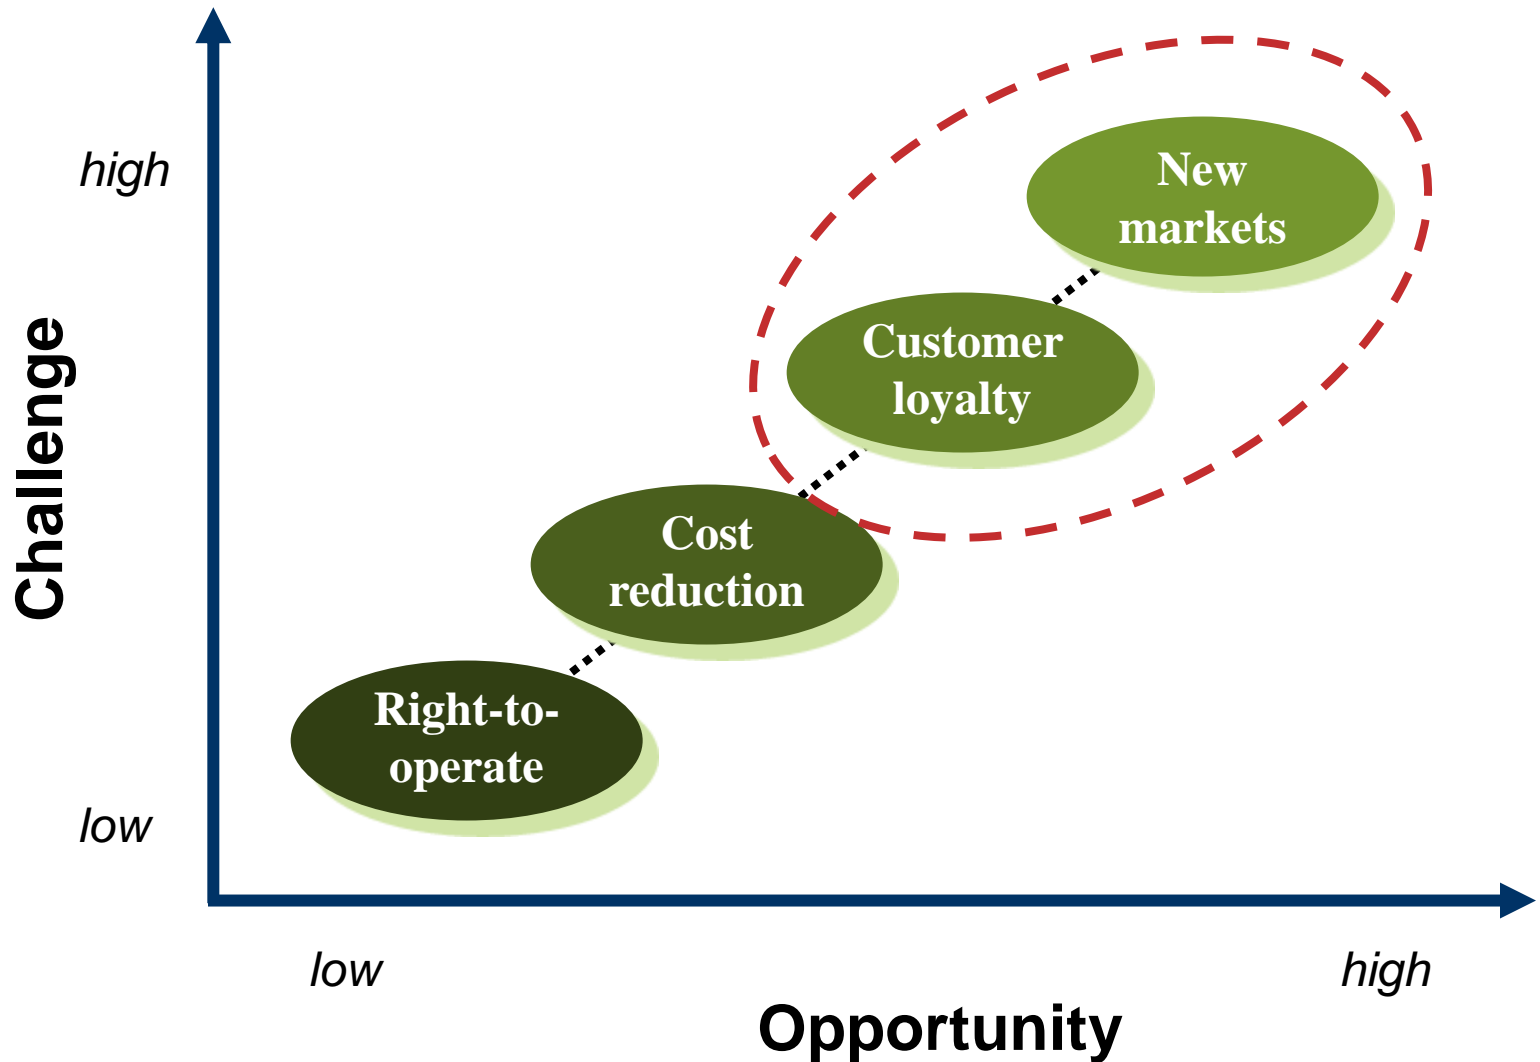 high
New
markets
Customer
loyalty
Challenge
Cost
reduction
Right-to-
operate
low
low
high
Opportunity